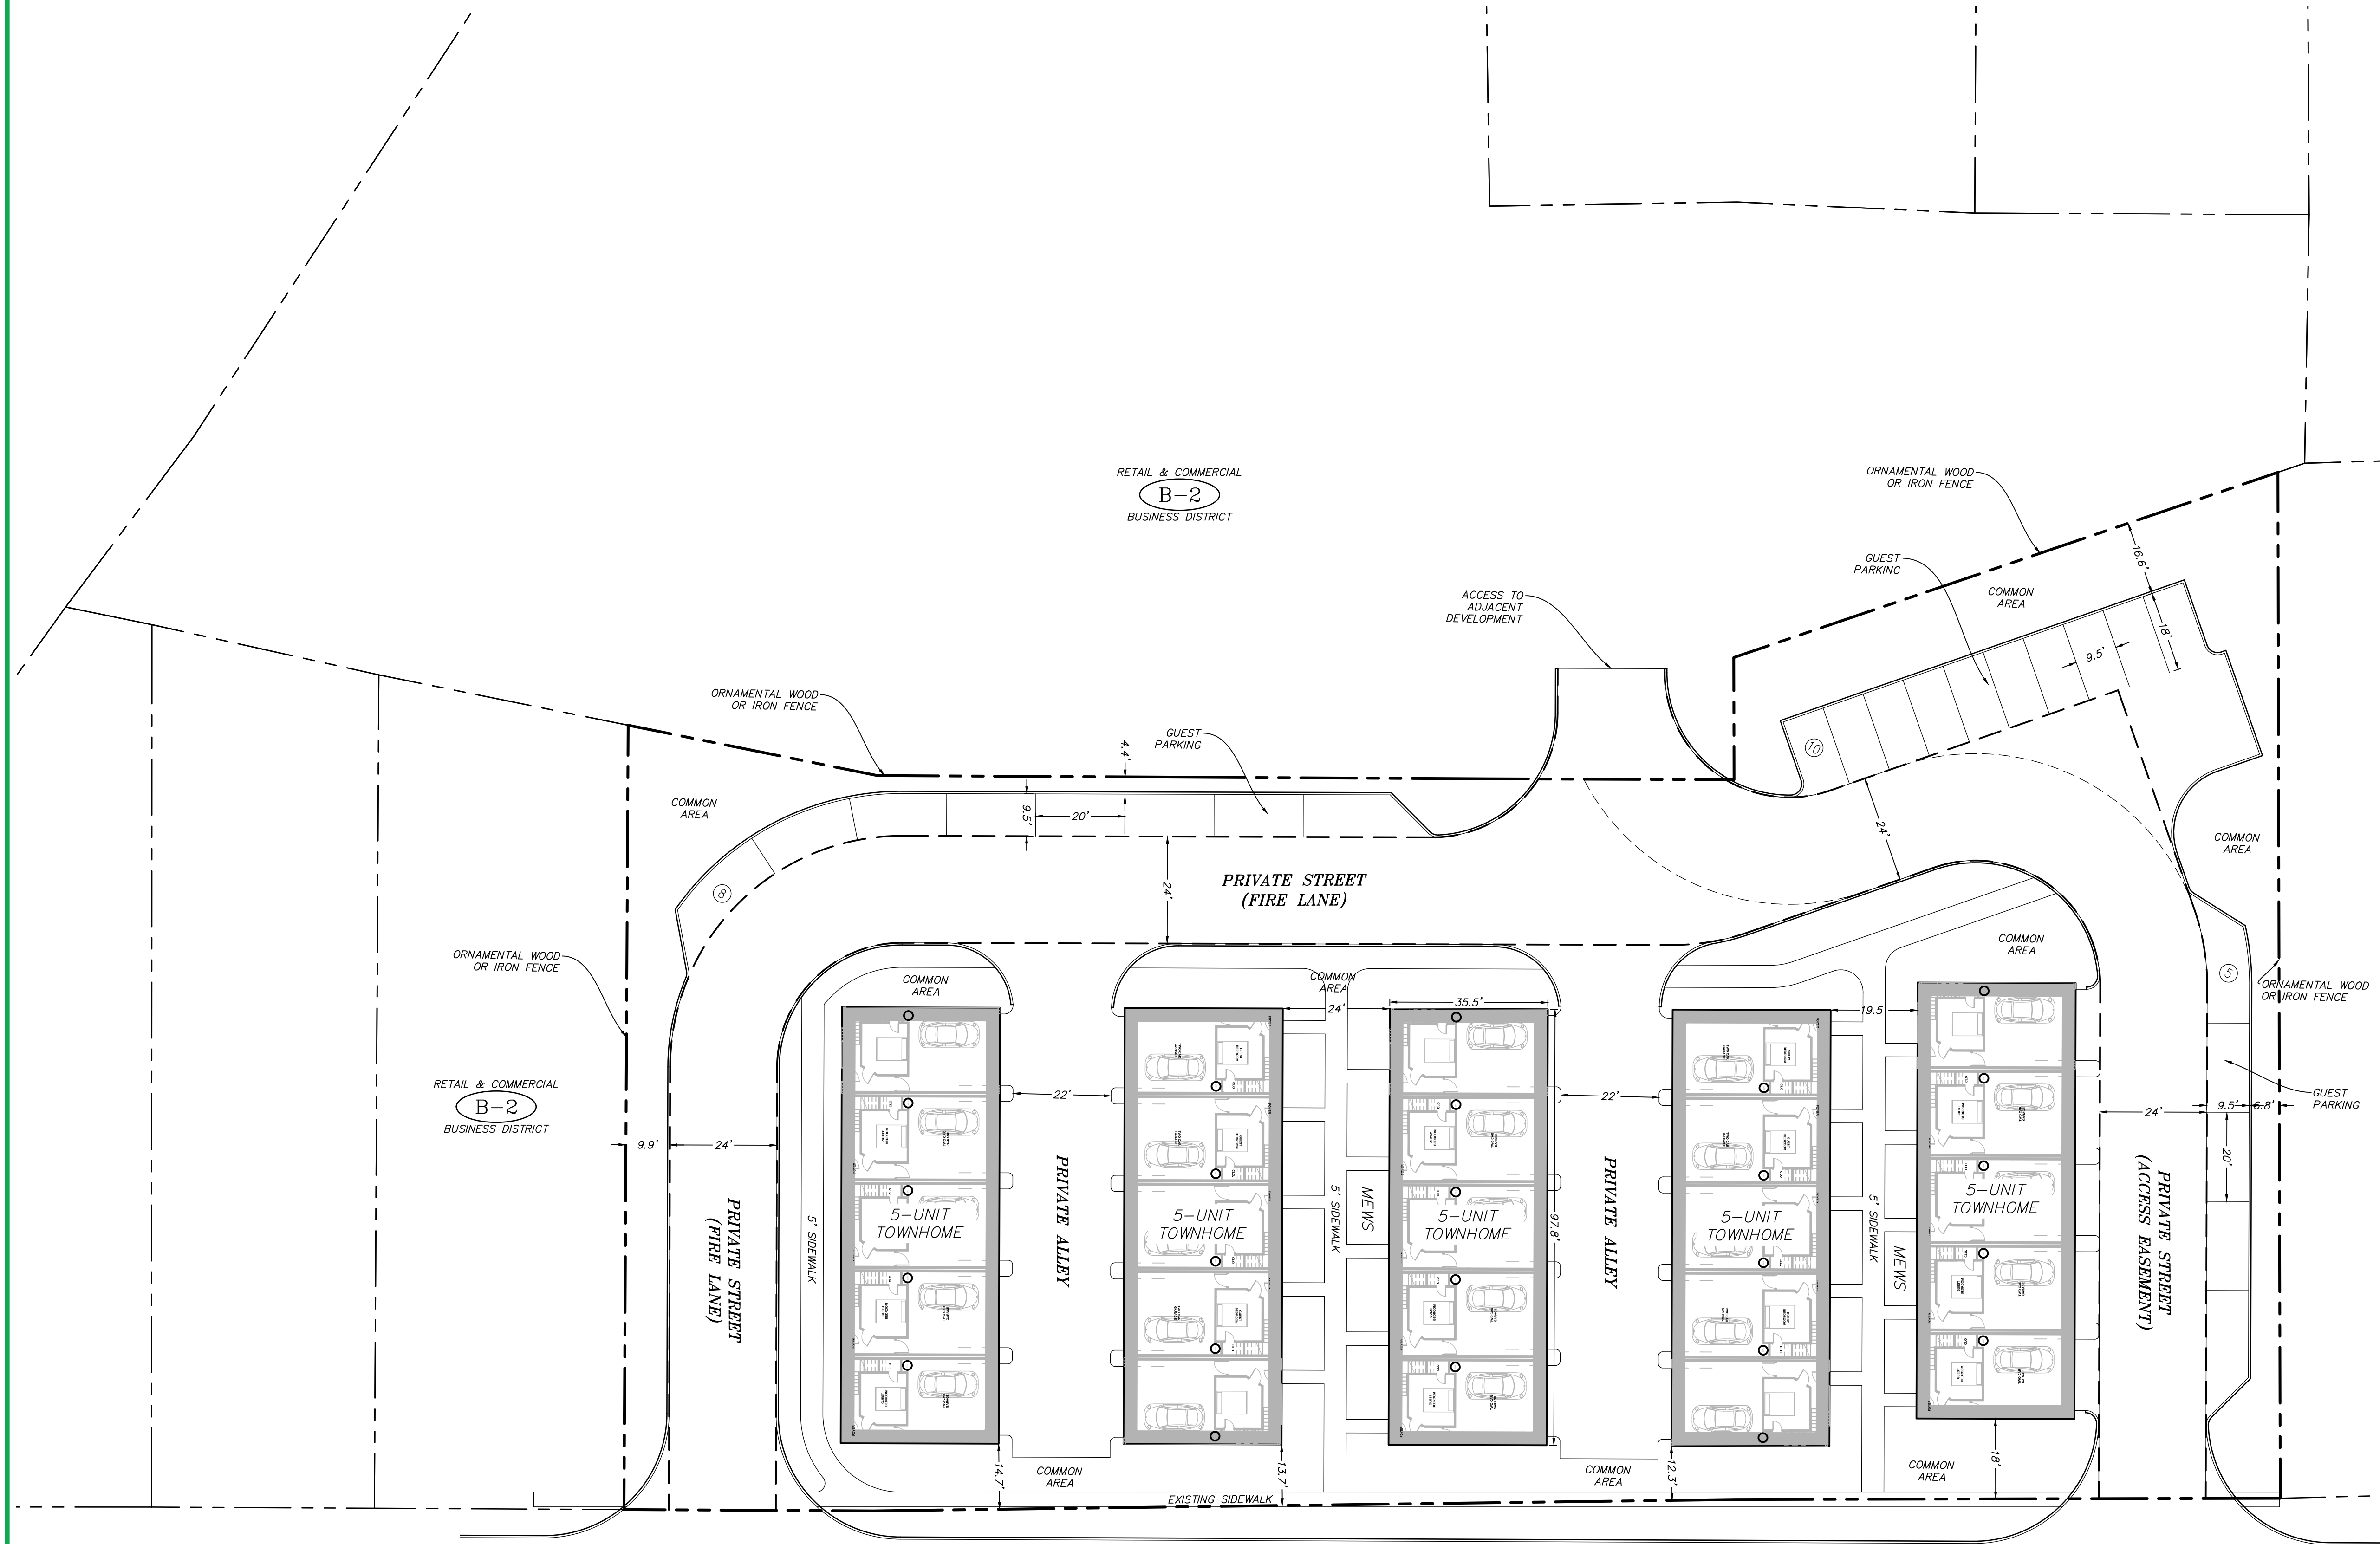 RETAIL & COMMERCIAL
B-2
BUSINESS DISTRICT
ORNAMENTAL WOOD
OR IRON FENCE
16.6'
GUEST
PARKING
COMMON
AREA
18'
9.5'
ACCESS TO
ADJACENT
DEVELOPMENT
ORNAMENTAL WOOD
OR IRON FENCE
GUEST
PARKING
4.4'
10
COMMON
AREA
9.5'
20'
24'
COMMON
AREA
8
24'
PRIVATE STREET
(FIRE LANE)
ORNAMENTAL WOOD
OR IRON FENCE
COMMON
AREA
COMMON
AREA
COMMON
AREA
5
ORNAMENTAL WOOD
OR IRON FENCE
24'
35.5'
19.5'
RETAIL & COMMERCIAL
B-2
BUSINESS DISTRICT
22'
22'
GUEST
PARKING
9.9'
24'
24'
9.5'
6.8'
20'
PRIVATE STREET
(FIRE LANE)
5' SIDEWALK
5-UNIT
TOWNHOME
PRIVATE ALLEY
5-UNIT
TOWNHOME
5' SIDEWALK
MEWS
5-UNIT
TOWNHOME
97.8'
PRIVATE ALLEY
5-UNIT
TOWNHOME
5' SIDEWALK
MEWS
5-UNIT
TOWNHOME
PRIVATE STREET
(ACCESS EASEMENT)
GUEST
BEDROOM
CLO.
TWO-CAR
GARAGE
14.7'
COMMON
AREA
13.7'
COMMON
AREA
12.3'
COMMON
AREA
18'
EXISTING SIDEWALK